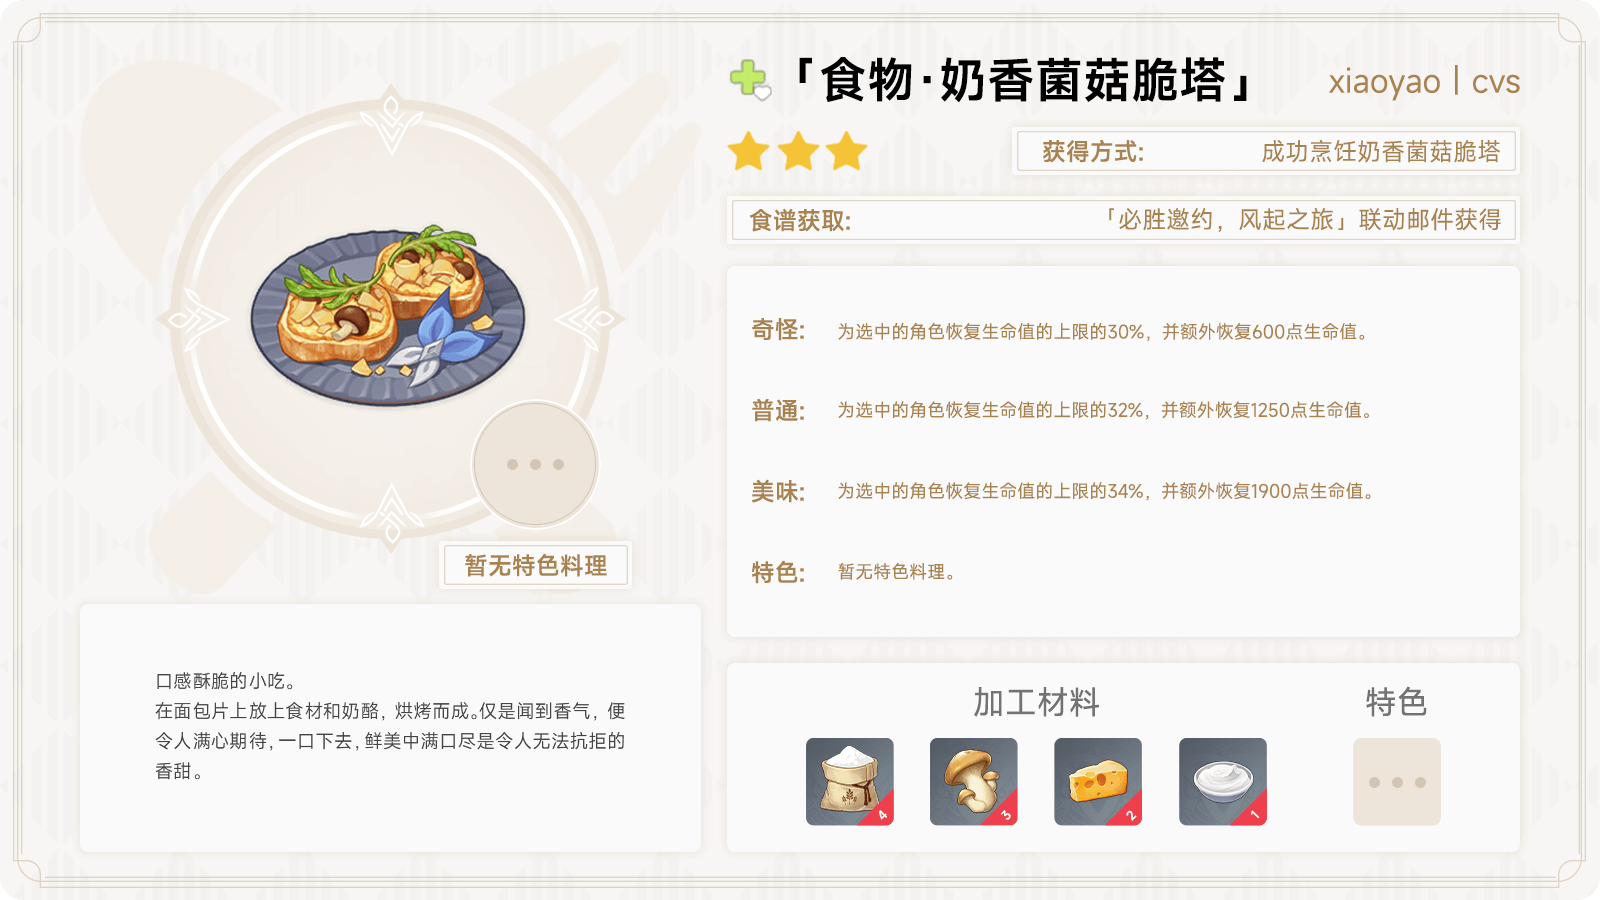 「食物·奶香菌菇脆塔」
xiaoyao | cvs
获得方式: 成功烹饪奶香菌菇脆塔
食谱获取: 「必胜邀约，风起之旅」联动邮件获得
奇怪: 为选中的角色恢复生命值的上限的30%，并额外恢复600点生命值。
普通: 为选中的角色恢复生命值的上限的32%，并额外恢复1250点生命值。
美味: 为选中的角色恢复生命值的上限的34%，并额外恢复1900点生命值。
特色: 暂无特色料理。
暂无特色料理
口感酥脆的小吃。
在面包片上放上食材和奶酪，烘烤而成。仅是闻到香气，便
令人满心期待，一口下去，鲜美中满口尽是令人无法抗拒的
香甜。
加工材料
特色
4
3
2
1